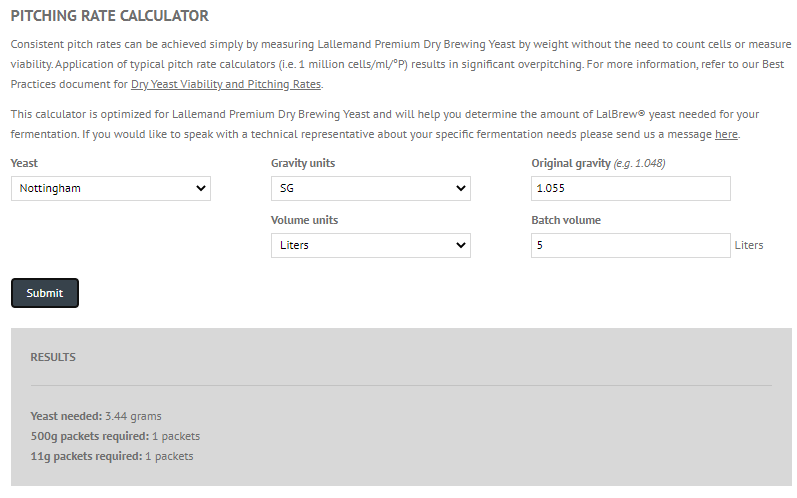 PITCHING RATE CALCULATOR
Consistent pitch rates can be achieved simply by measuring Lallemand Premium Dry Brewing Yeast by weight without the need to count cells or measure
viability. Application of typical pitch rate calculators (i.e. 1 million cells/ml/°P) results in significant overpitching. For more information, refer to our Best
Practices document for Dry Yeast Viability and Pitching Rates.
This calculator is optimized for Lallemand Premium Dry Brewing Yeast and will help you determine the amount of LalBrew® yeast needed for your
fermentation. If you would like to speak with a technical representative about your specific fermentation needs please send us a message here.
Yeast Gravity units Original gravity (e.g. 1.048)
Nottingham SG 1.055
Volume units Batch volume
Liters 5 Liters
Submit
RESULTS
Yeast needed: 3.44 grams
500g packets required: 1 packets
11g packets required: 1 packets